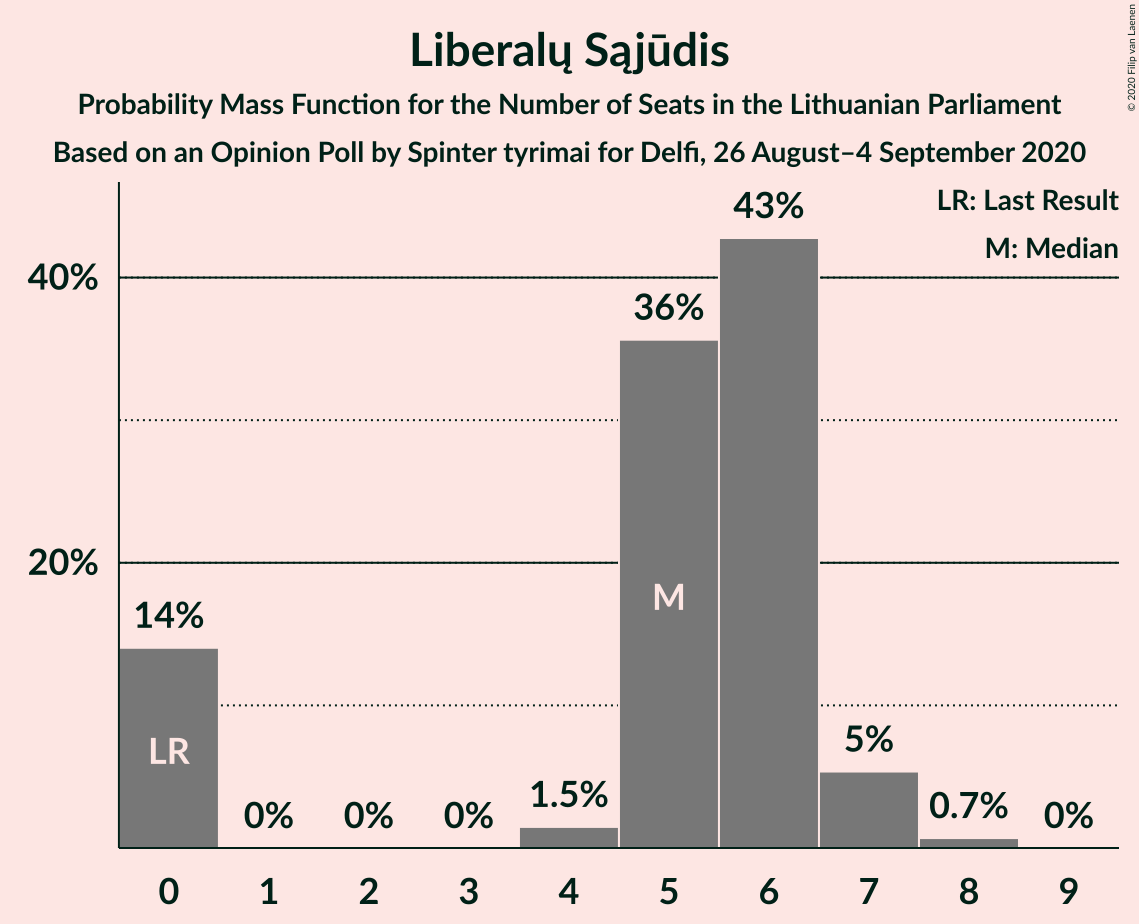 Liberalų Sąjūdis
Probability Mass Function for the Number of Seats in the Lithuanian Parliament
Based on an Opinion Poll by Spinter tyrimai for Delfi, 26 August–4 September 2020
© 2020 Filip van Laenen
LR: Last Result
M: Median
40%
20%
14%
0%
0%
0%
1.5%
36%
43%
5%
0.7%
0%
LR
M
0 1 2 3 4 5 6 7 8 9